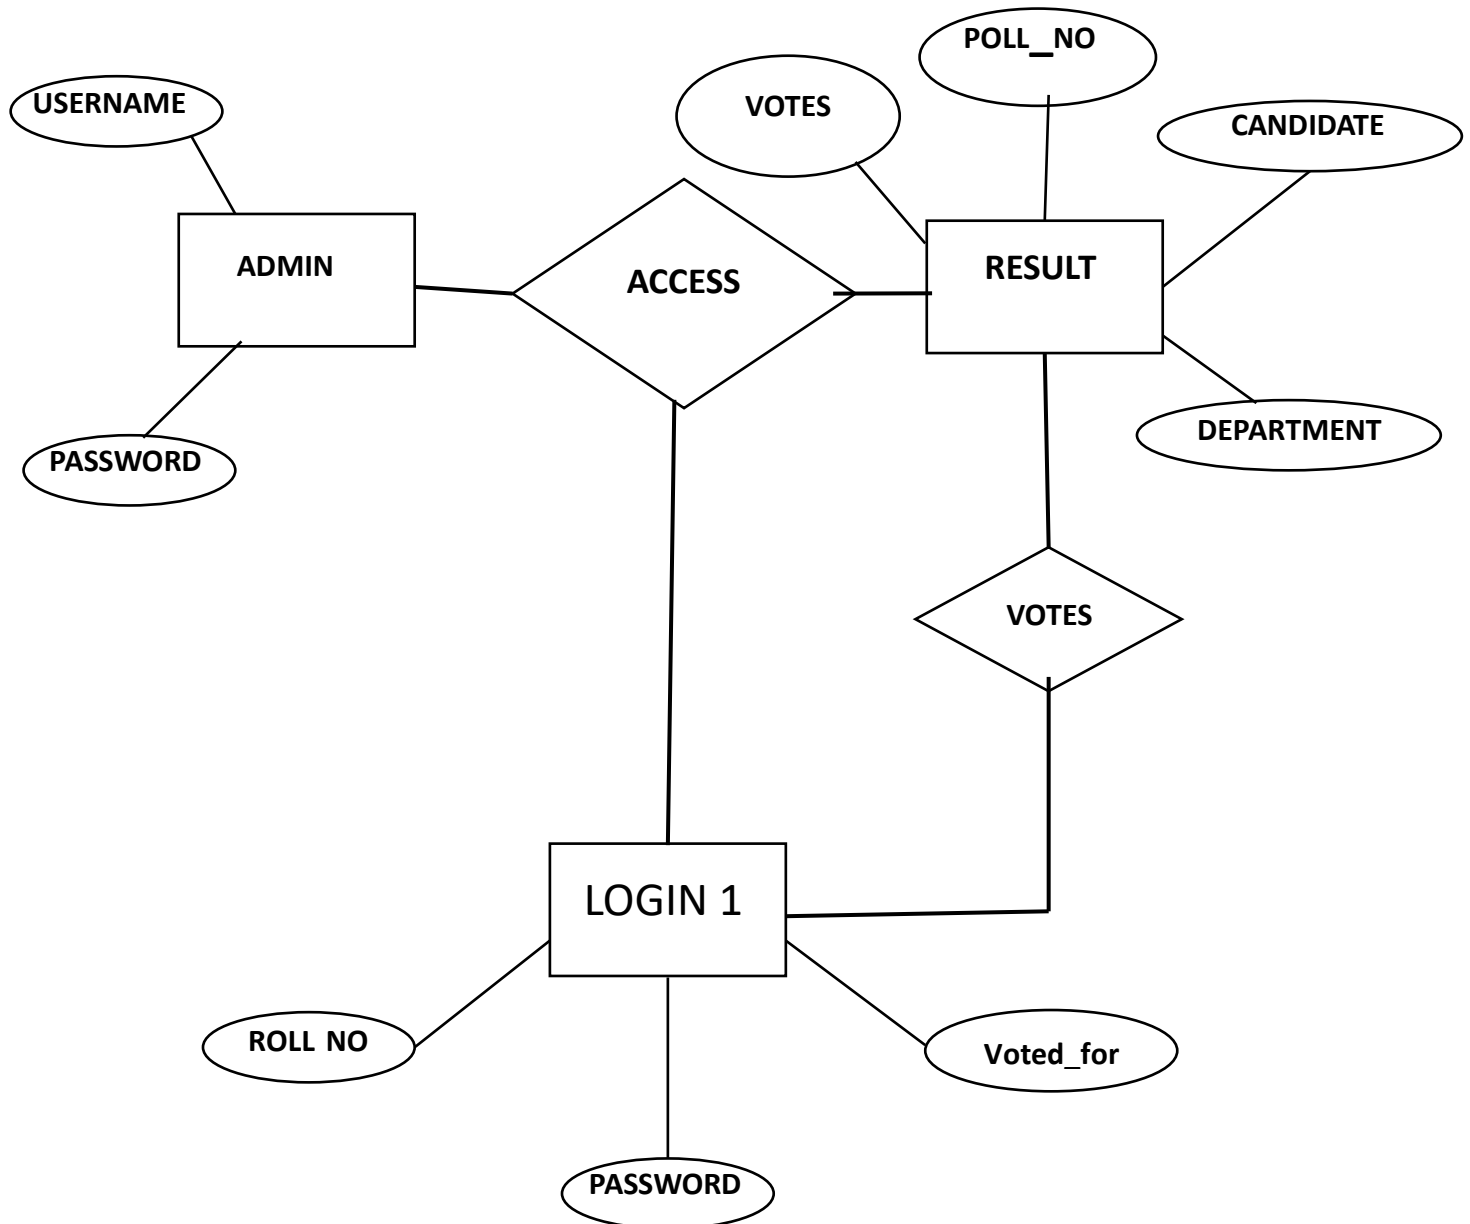 POLL_NO
VOTES
USERNAME
CANDIDATE
ADMIN
ACCESS
RESULT
DEPARTMENT
PASSWORD
VOTES
LOGIN 1
ROLL NO
Voted_for
PASSWORD